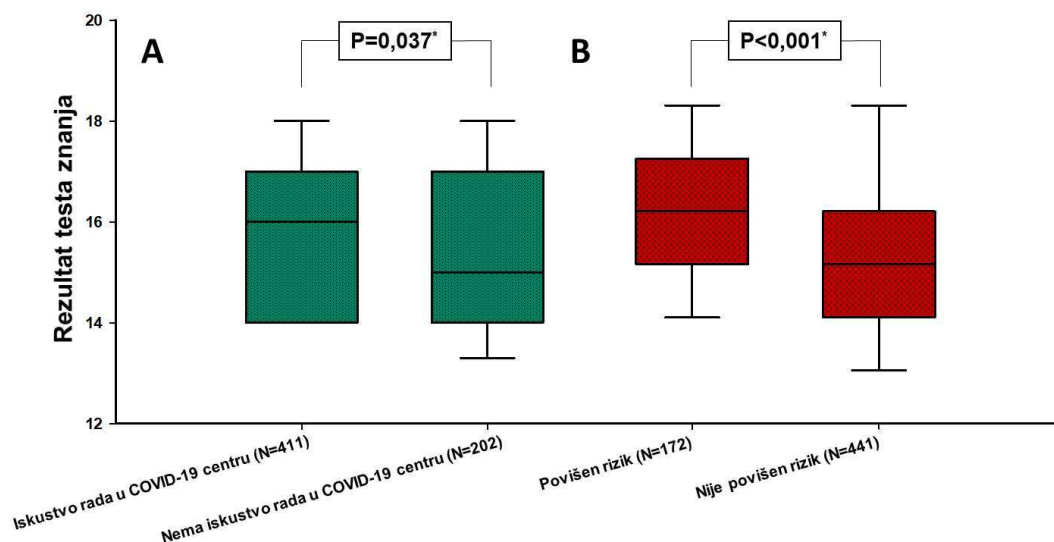 20
A
P=0,037*
B
P<0,001*
18
16
14
12
Rezultat testa znanja
Iskustvo rada u COVID-19 centru (N=411)
Nema iskustvo rada u COVID-19 centru (N=202)
Povišen rizik (N=172)
Nije povišen rizik (N=441)